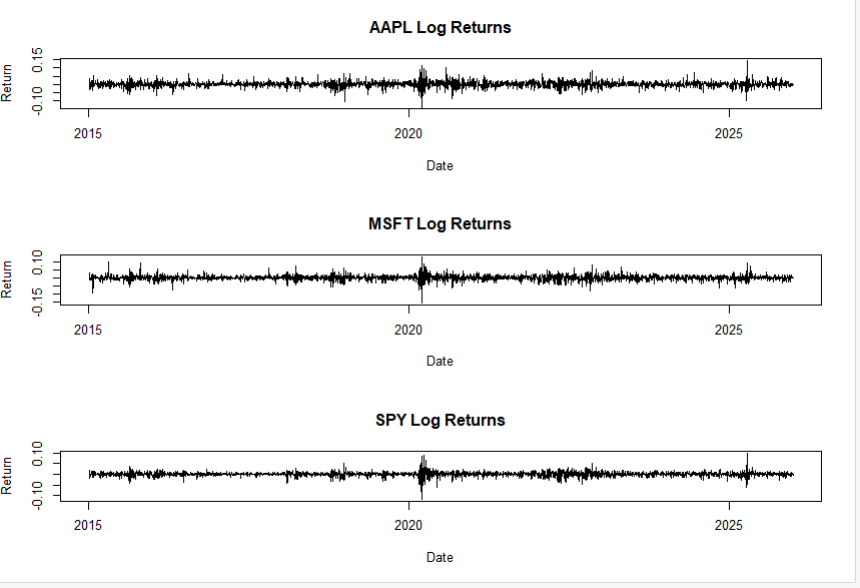 AAPL Log Returns
Return
0.15
-0.10
2015 2020 2025
Date
MSFT Log Returns
Return
0.10
-0.15
2015 2020 2025
Date
SPY Log Returns
Return
0.10
-0.10
2015 2020 2025
Date